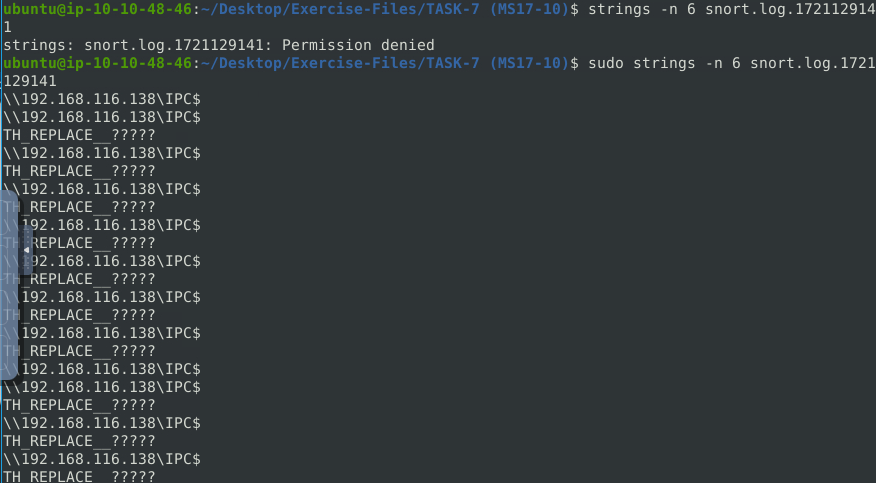 ubuntu@ip-10-10-48-46:~/Desktop/Exercise-Files/TASK-7 (MS17-10)$ strings -n 6 snort.log.172112914
1
strings: snort.log.1721129141: Permission denied
ubuntu@ip-10-10-48-46:~/Desktop/Exercise-Files/TASK-7 (MS17-10)$ sudo strings -n 6 snort.log.1721
129141
\\192.168.116.138\IPC$
\\192.168.116.138\IPC$
TH_REPLACE__?????
\\192.168.116.138\IPC$
TH_REPLACE__?????
\\192.168.116.138\IPC$
TH_REPLACE__?????
\\192.168.116.138\IPC$
TH_REPLACE__?????
\\192.168.116.138\IPC$
TH_REPLACE__?????
\\192.168.116.138\IPC$
TH_REPLACE__?????
\\192.168.116.138\IPC$
TH_REPLACE__?????
\\192.168.116.138\IPC$
\\192.168.116.138\IPC$
TH_REPLACE__?????
\\192.168.116.138\IPC$
TH_REPLACE__?????
\\192.168.116.138\IPC$
TH_REPLACE__?????